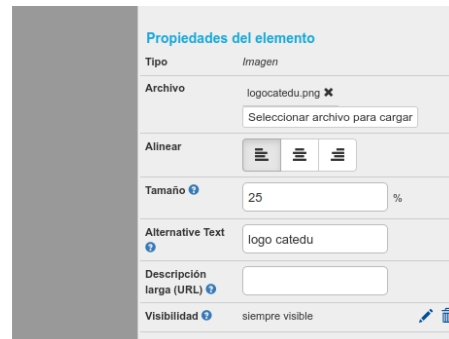 Propiedades del elemento
Tipo Imagen
Archivo logocatedu.png ✖
Seleccionar archivo para cargar
Alinear
Tamaño ? 25 %
Alternative Text
? logo catedu
Descripción
larga (URL) ?
Visibilidad ? siempre visible